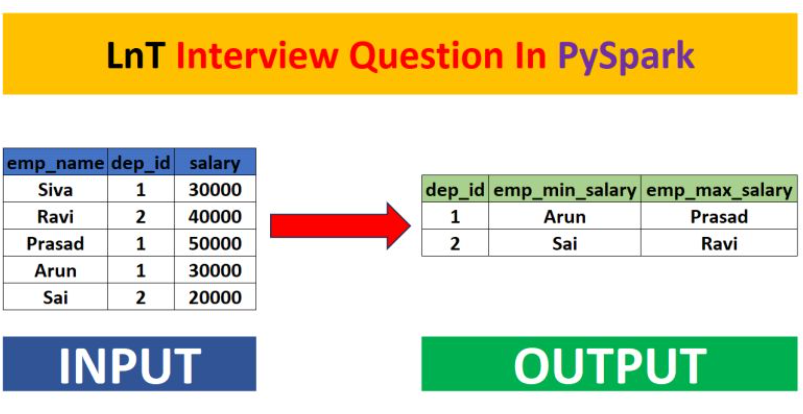 LnT Interview Question In PySpark
emp_name dep_id salary
Siva 1 30000
Ravi 2 40000
Prasad 1 50000
Arun 1 30000
Sai 2 20000
dep_id emp_min_salary emp_max_salary
1 Arun Prasad
2 Sai Ravi
INPUT
OUTPUT